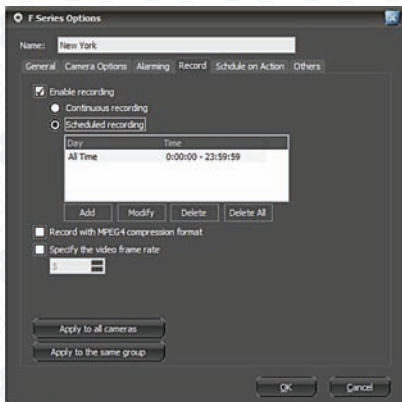 F Series Options
Name: New York
General Camera Options Alarming Record Schdule on Action Others
Enable recording
Continuous recording
Scheduled recording
Day Time
All Time 0:00:00 - 23:59:59
Add Modify Delete Delete All
Record with MPEG4 compression format
Specify the video frame rate
5
Apply to all cameras
Apply to the same group
OK Cancel